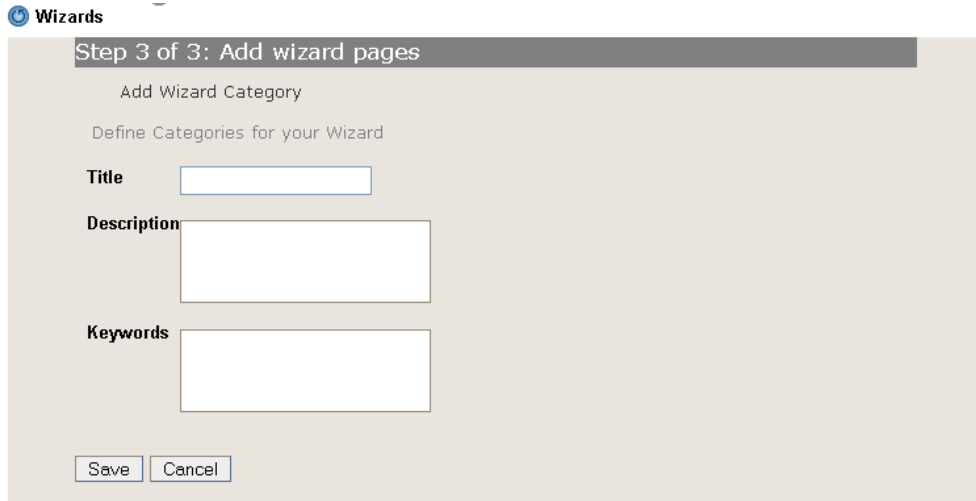 Wizards
Step 3 of 3: Add wizard pages
Add Wizard Category
Define Categories for your Wizard
Title
Description
Keywords
Save Cancel